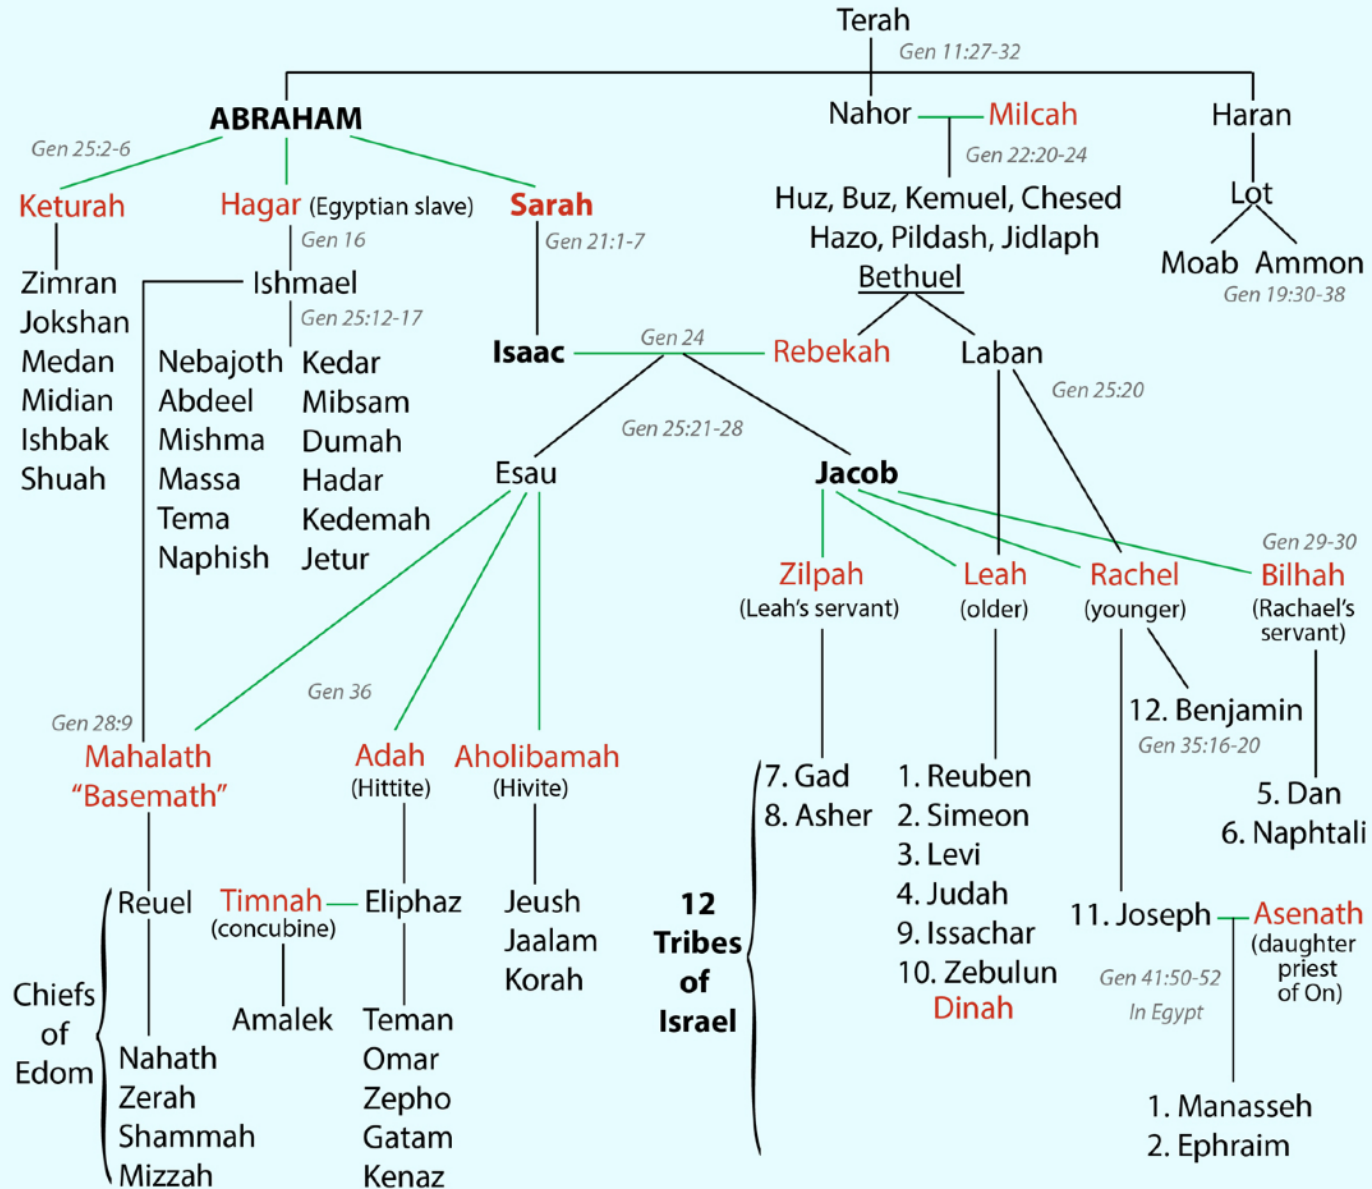 Terah
Gen 11:27-32
ABRAHAM
Nahor
Milcah
Haran
Gen 25:2-6
Gen 22:20-24
Keturah
Hagar (Egyptian slave)
Sarah
Huz, Buz, Kemuel, Chesed
Lot
Gen 16
Gen 21:1-7
Hazo, Pildash, Jidlaph
Moab
Ammon
Bethuel
Gen 19:30-38
Zimran
Ishmael
Jokshan
Gen 25:12-17
Medan
Nebajoth
Kedar
Isaac
Gen 24
Rebekah
Laban
Midian
Abdeel
Mibsam
Gen 25:20
Ishbak
Mishma
Dumah
Gen 25:21-28
Shuah
Massa
Hadar
Esau
Jacob
Tema
Kedemah
Naphish
Jetur
Gen 29-30
Zilpah
Leah
Rachel
Bilhah
(Leah's servant)
(older)
(younger)
(Rachael's
servant)
Gen 36
Gen 28:9
12. Benjamin
Gen 35:16-20
Mahalath
"Basemath"
Adah
(Hittite)
Aholibamah
(Hivite)
7. Gad
8. Asher
1. Reuben
2. Simeon
3. Levi
4. Judah
9. Issachar
10. Zebulun
Dinah
5. Dan
6. Naphtali
Reuel
Timnah
(concubine)
Eliphaz
Jeush
Jaalam
Korah
12
Tribes
of
Israel
11. Joseph
Asenath
(daughter
priest
of On)
Gen 41:50-52
In Egypt
Chiefs
of
Edom
Amalek
Teman
Omar
Zepho
Gatam
Kenaz
Nahath
Zerah
Shammah
Mizzah
1. Manasseh
2. Ephraim